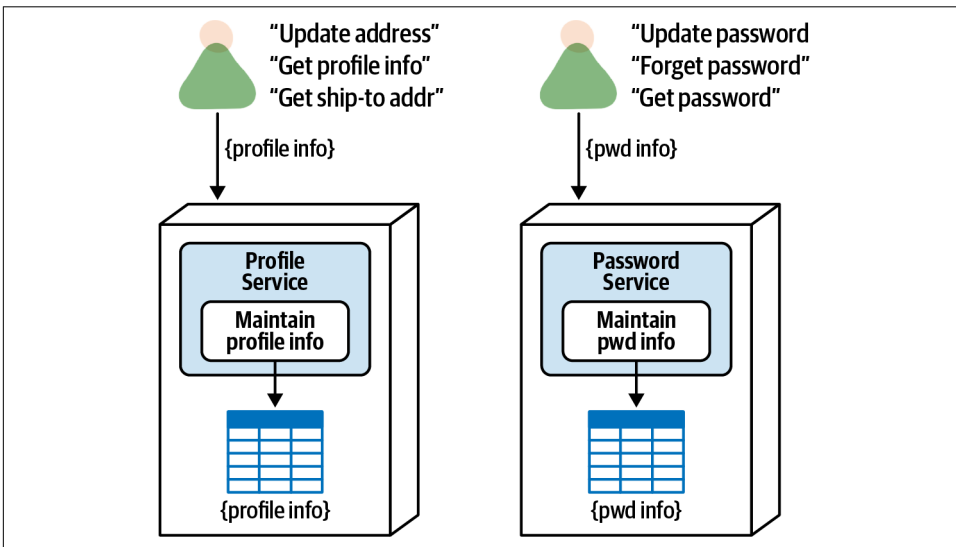 “Update address”
“Get profile info”
“Get ship-to addr”
{profile info}
Profile
Service
Maintain
profile info
{profile info}
“Update password
“Forget password”
“Get password”
{pwd info}
Password
Service
Maintain
pwd info
{pwd info}